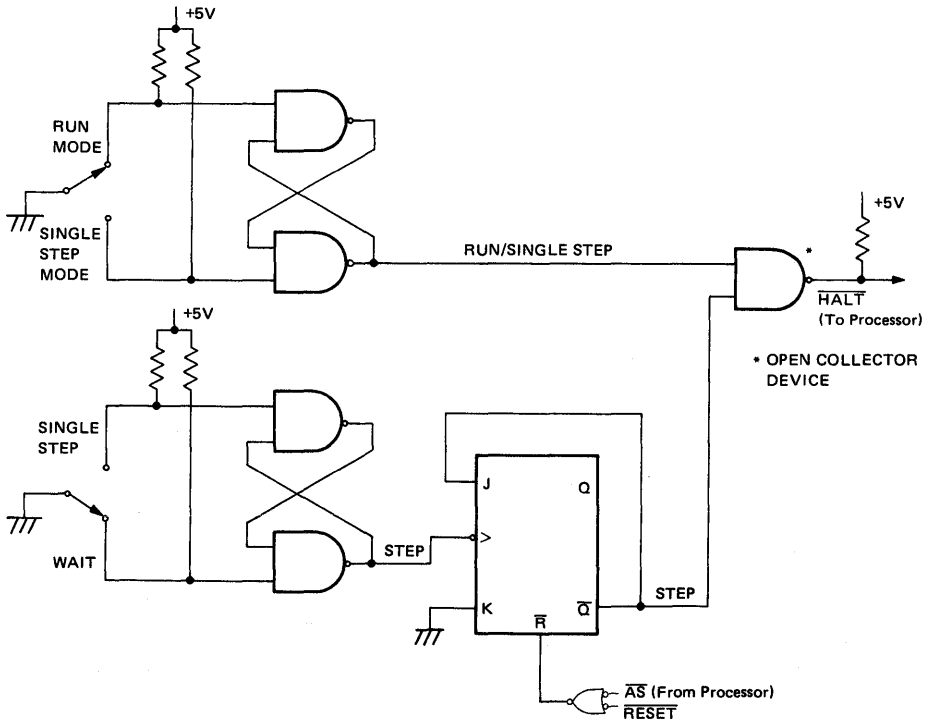 +5V
RUN
MODE
SINGLE
STEP
MODE
RUN/SINGLE STEP
+5V
*
HALT
(To Processor)
* OPEN COLLECTOR
DEVICE
+5V
SINGLE
STEP
WAIT
STEP
J
Q
>
K
Q
R
STEP
AS (From Processor)
RESET